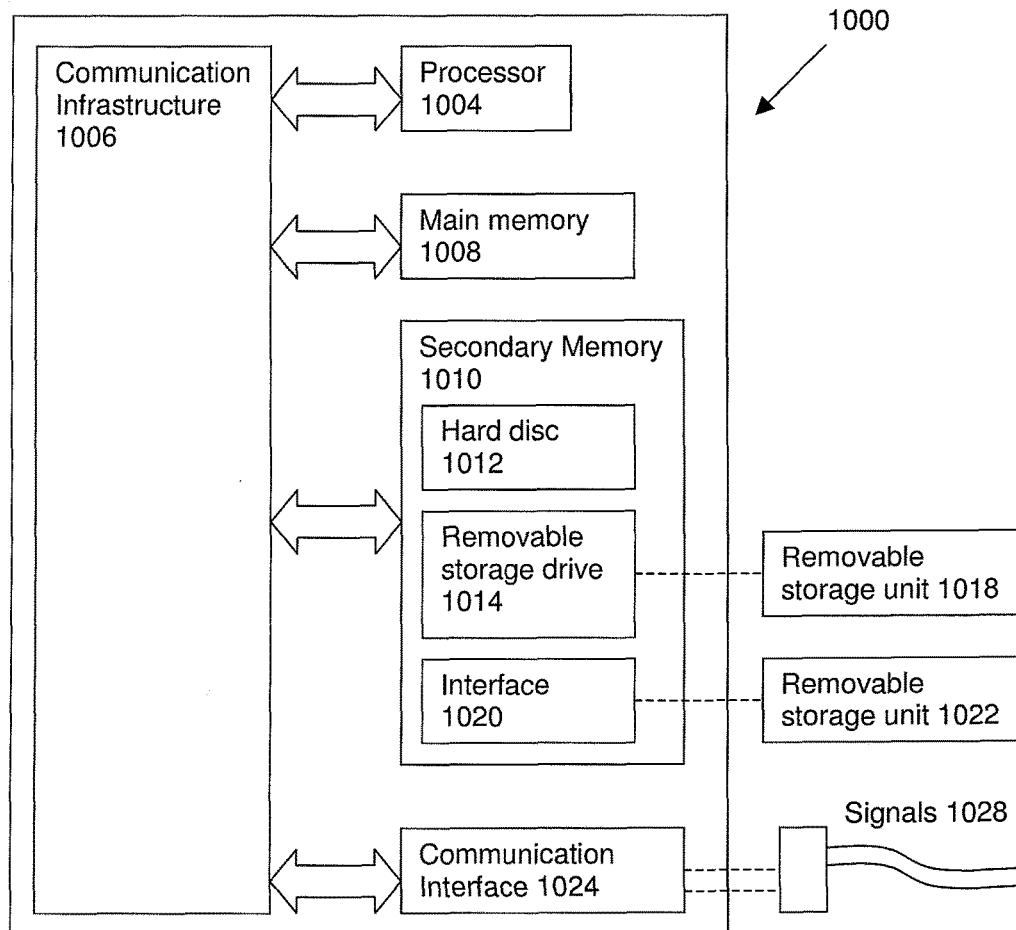 1000
Communication
Infrastructure
1006
Processor
1004
Main memory
1008
Secondary Memory
1010
Hard disc
1012
Removable
storage drive
1014
Removable
storage unit 1018
Interface
1020
Removable
storage unit 1022
Signals 1028
Communication
Interface 1024